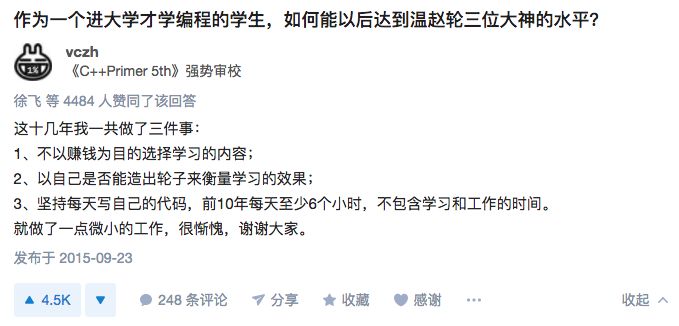 作为一个进大学才学编程的学生，如何能以后达到温赵轮三位大神的水平？
vczh
《C++Primer 5th》强势审校
徐飞 等 4484 人赞同了该回答
这十几年我一共做了三件事：
1、不以赚钱为目的选择学习的内容；
2、以自己是否能造出轮子来衡量学习的效果；
3、坚持每天写自己的代码，前10年每天至少6个小时，不包含学习和工作的时间。
就做了一点微小的工作，很惭愧，谢谢大家。
发布于 2015-09-23
4.5K 248 条评论 分享 收藏 感谢 收起